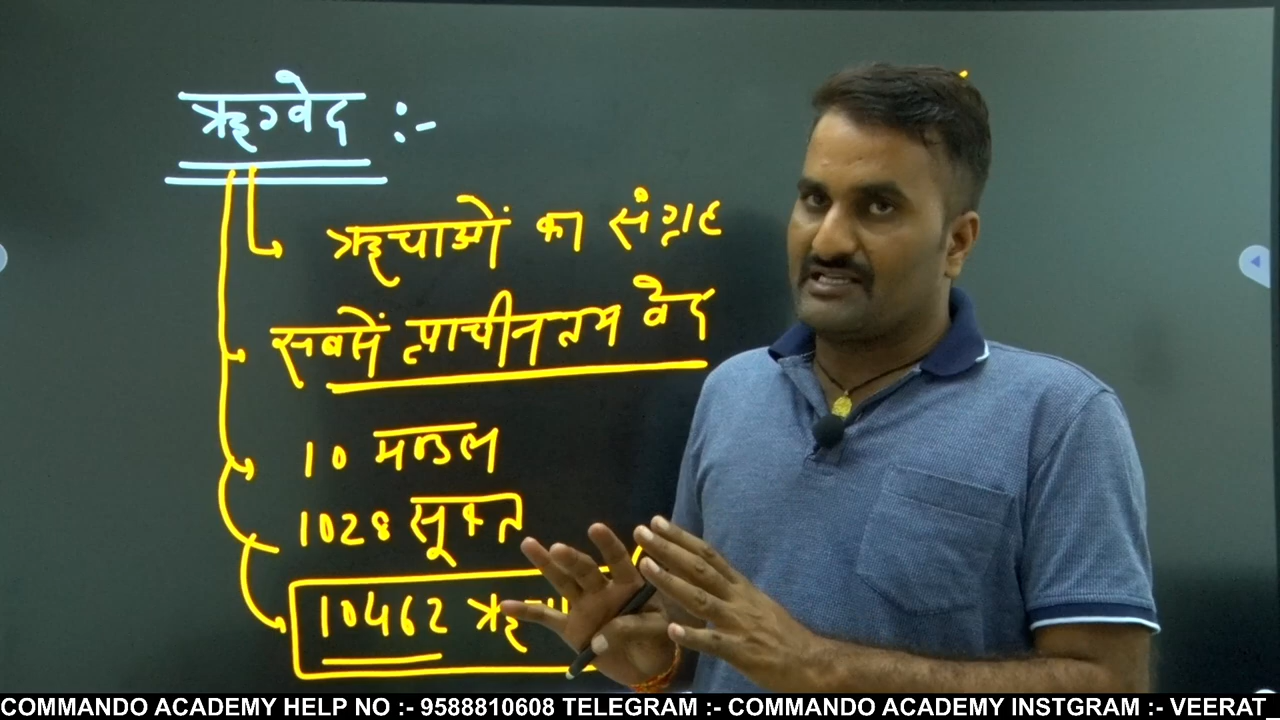 ऋग्वेद :-
ऋचाओं का संग्रह
सबसें प्राचीनतम वेद
10 मण्डल
1028 सूक्त
10462
COMMANDO ACADEMY HELP NO :- 9588810608 TELEGRAM :- COMMANDO ACADEMY INSTGRAM :- VEERAT